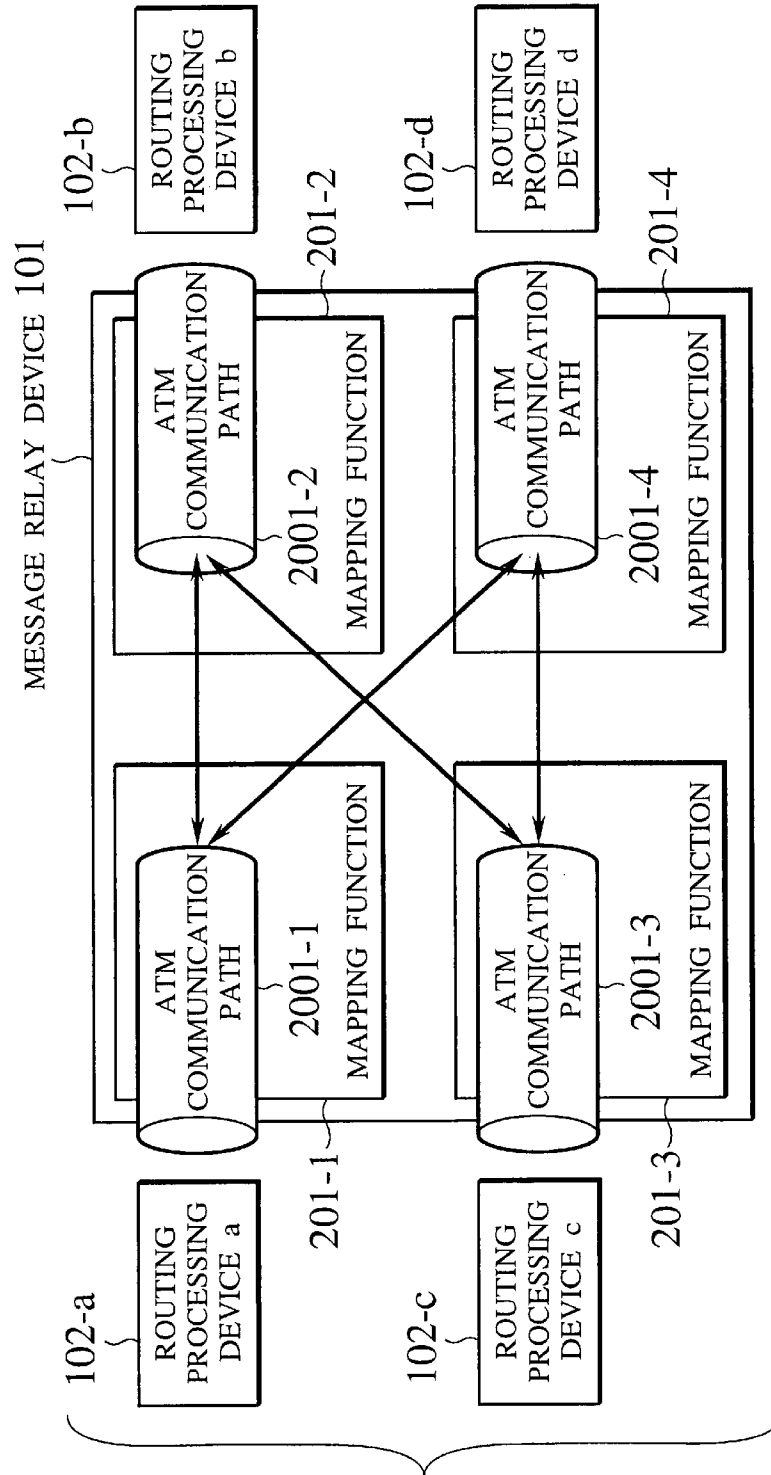 MESSAGE RELAY DEVICE 101
102-a
ROUTING
PROCESSING
DEVICE a
201-1
ATM
COMMUNICATION
PATH
2001-1
MAPPING FUNCTION
ATM
COMMUNICATION
PATH
2001-2
MAPPING FUNCTION
201-2
102-b
ROUTING
PROCESSING
DEVICE b
102-c
ROUTING
PROCESSING
DEVICE c
201-3
ATM
COMMUNICATION
PATH
2001-3
MAPPING FUNCTION
ATM
COMMUNICATION
PATH
2001-4
MAPPING FUNCTION
201-4
102-d
ROUTING
PROCESSING
DEVICE d